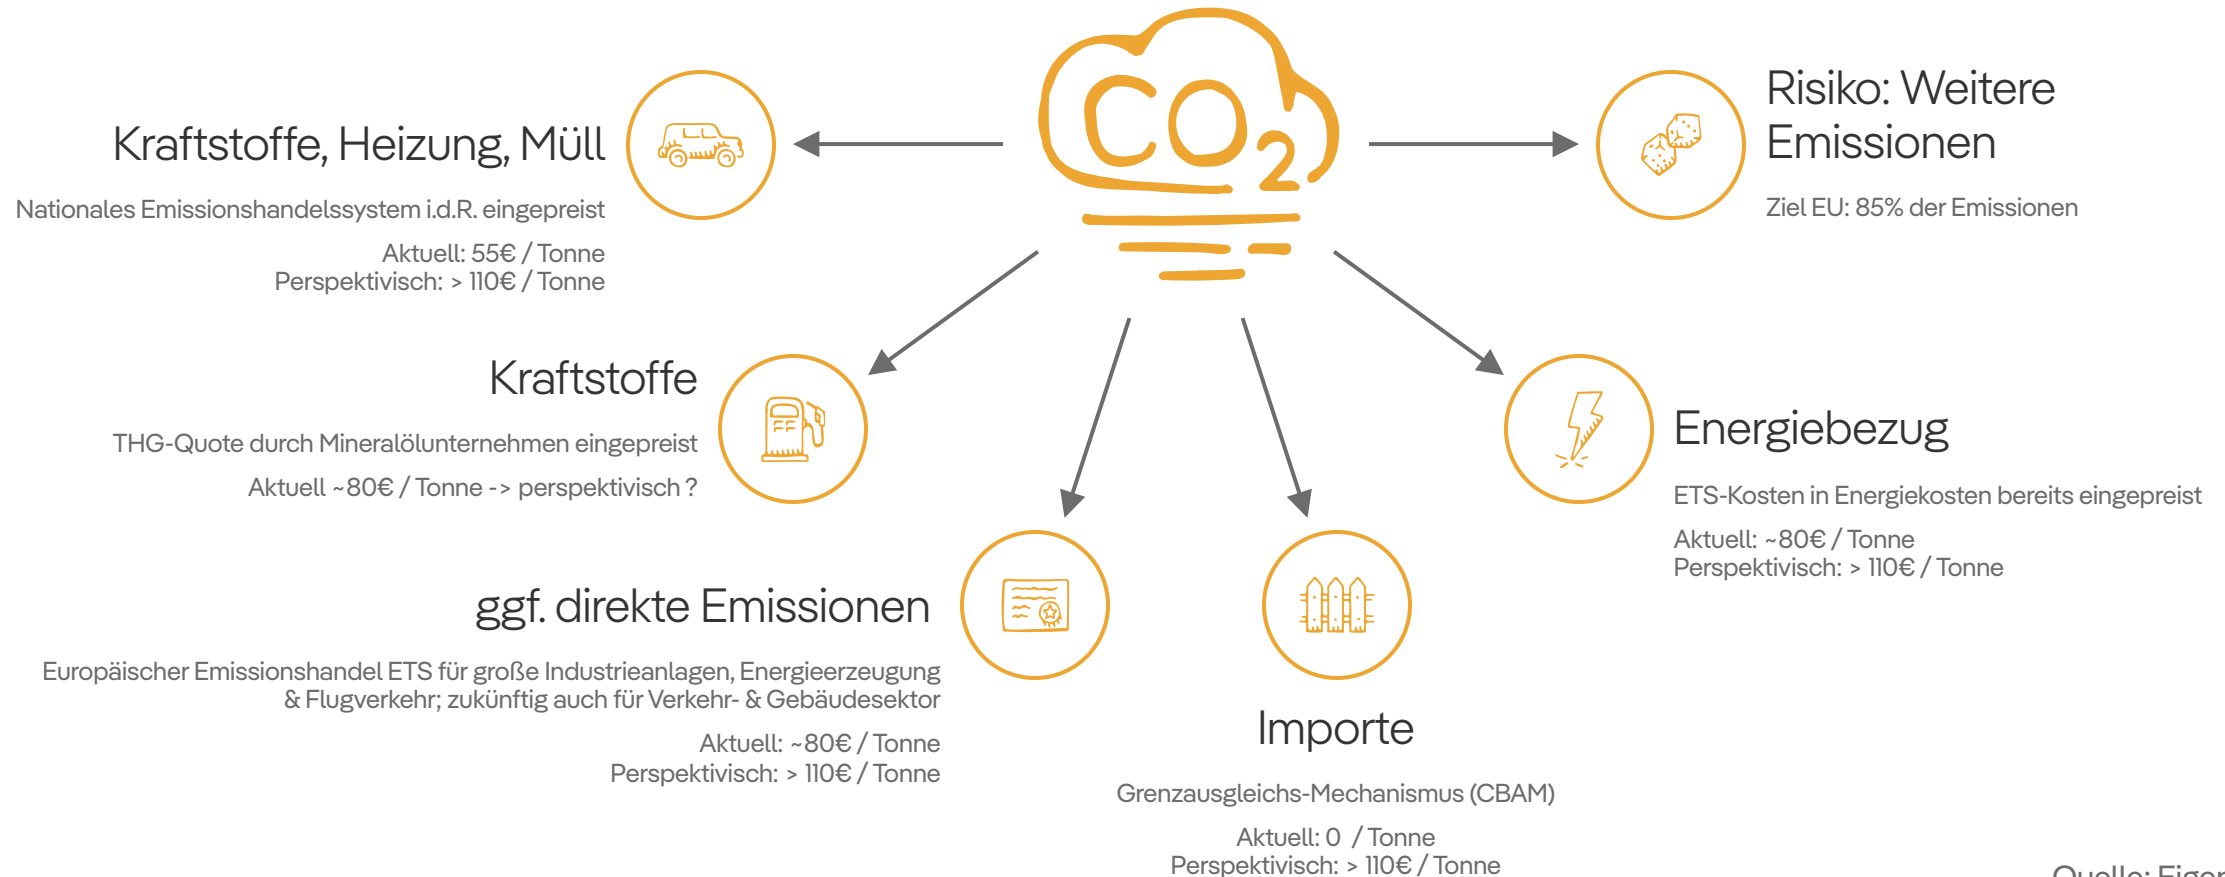 CO2
Kraftstoffe, Heizung, Müll
Nationales Emissionshandelssystem i.d.R. eingepreist
Aktuell: 55€ / Tonne
Perspektivisch: > 110€ / Tonne
Kraftstoffe
THG-Quote durch Mineralölunternehmen eingepreist
Aktuell ~80€ / Tonne -> perspektivisch ?
ggf. direkte Emissionen
Europäischer Emissionshandel ETS für große Industrieanlagen, Energieerzeugung
& Flugverkehr; zukünftig auch für Verkehr- & Gebäudesektor
Aktuell: ~80€ / Tonne
Perspektivisch: > 110€ / Tonne
Importe
Grenzausgleichs-Mechanismus (CBAM)
Aktuell: 0 / Tonne
Perspektivisch: > 110€ / Tonne
Energiebezug
ETS-Kosten in Energiekosten bereits eingepreist
Aktuell: ~80€ / Tonne
Perspektivisch: > 110€ / Tonne
Risiko: Weitere
Emissionen
Ziel EU: 85% der Emissionen
Quelle: